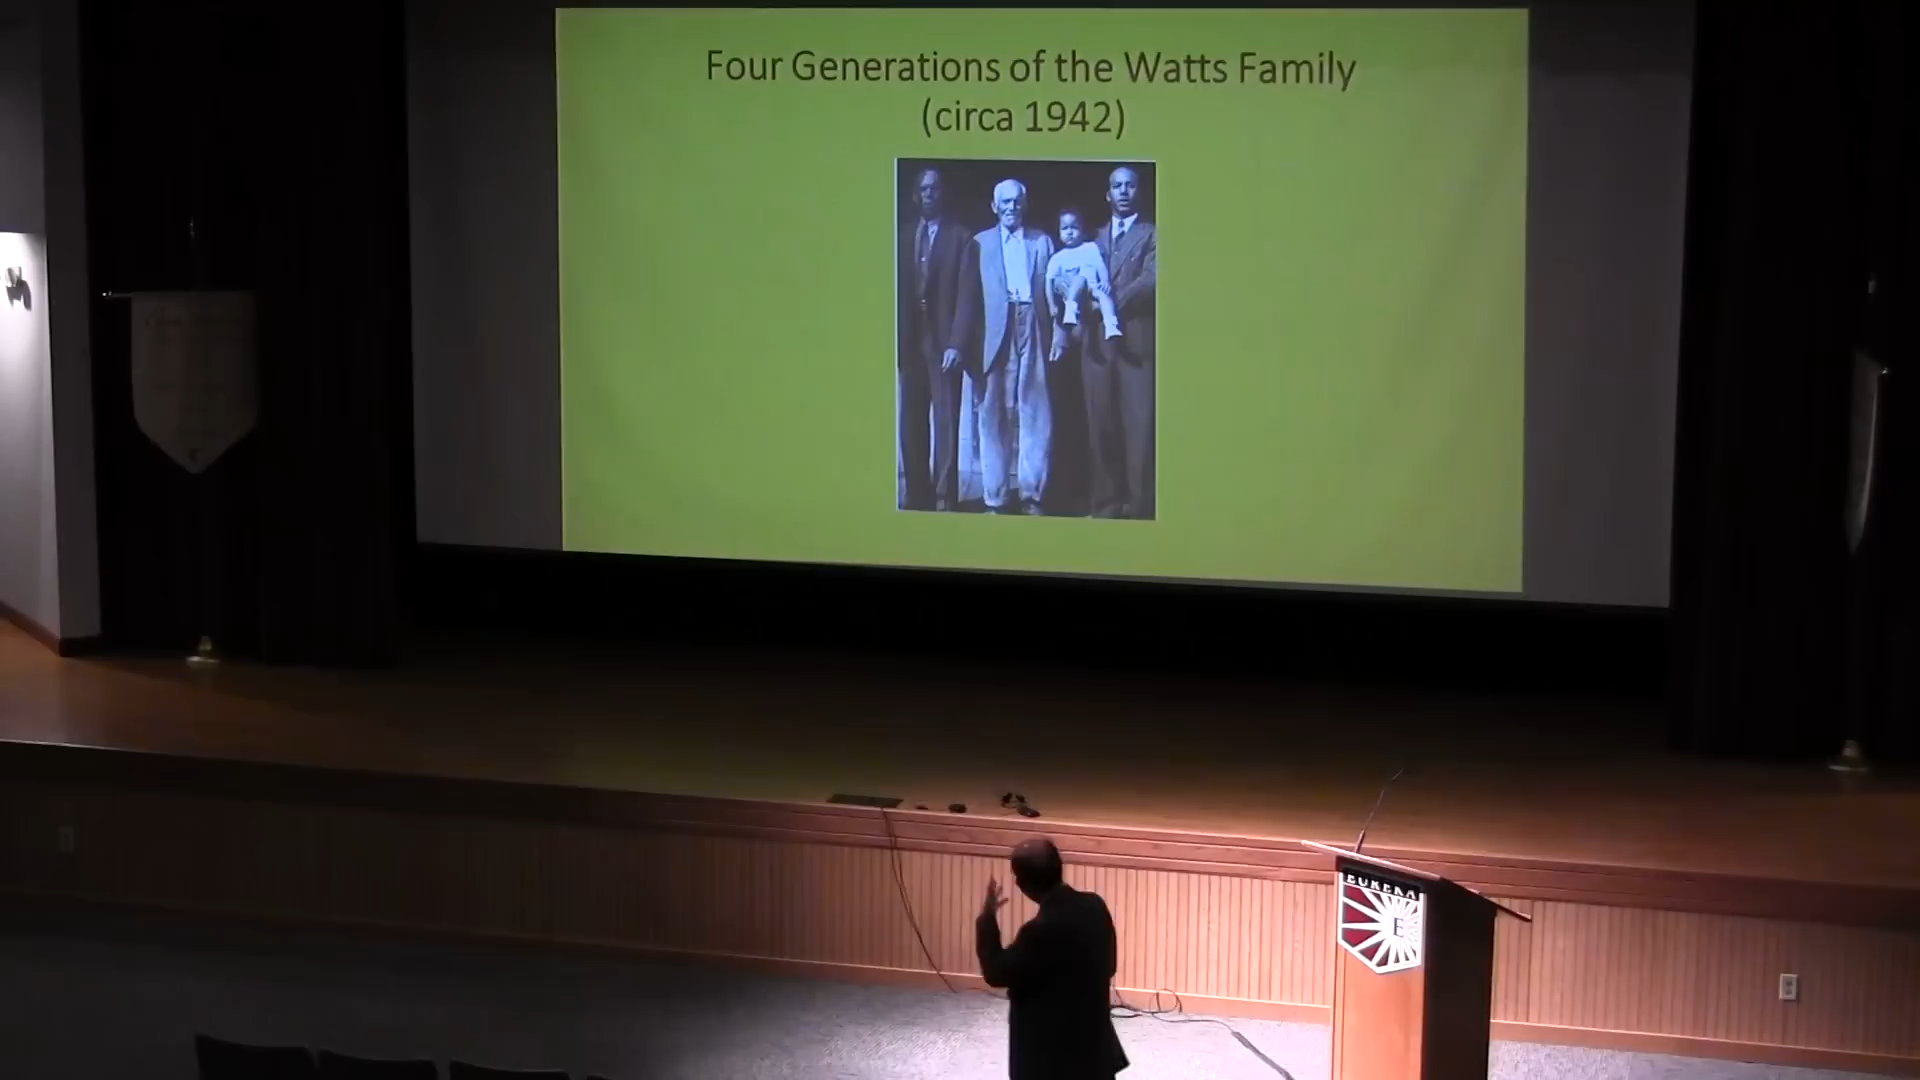 Four Generations of the Watts Family
(circa 1942)
EUREKA
E